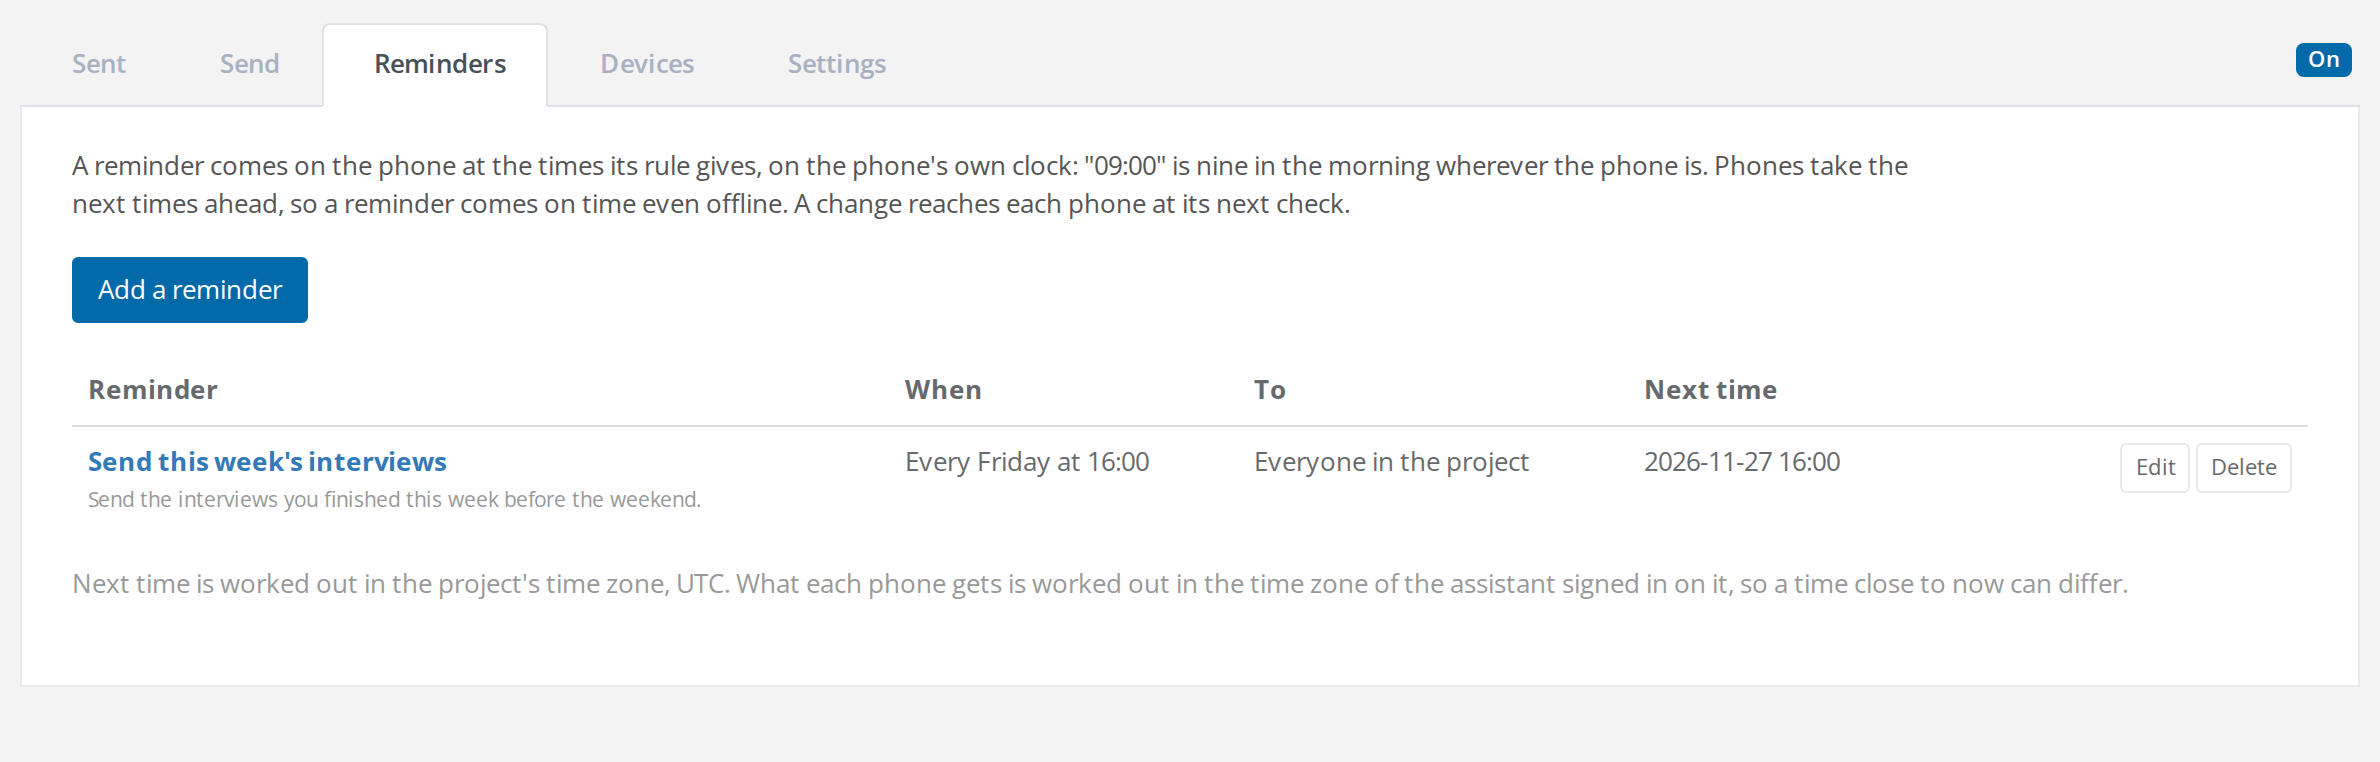 Sent
Send
Reminders
Devices
Settings
On
A reminder comes on the phone at the times its rule gives, on the phone's own clock: "09:00" is nine in the morning wherever the phone is. Phones take the
next times ahead, so a reminder comes on time even offline. A change reaches each phone at its next check.
Add a reminder
Reminder When To Next time
Send this week's interviews Every Friday at 16:00 Everyone in the project 2026-11-27 16:00 Edit Delete
Send the interviews you finished this week before the weekend.
Next time is worked out in the project's time zone, UTC. What each phone gets is worked out in the time zone of the assistant signed in on it, so a time close to now can differ.